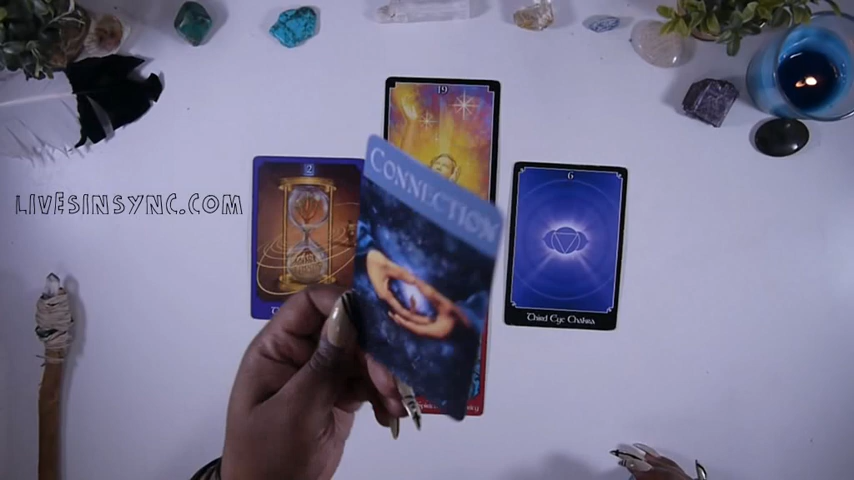 19
CONNECTION
2
6
LIVESINSYNC.COM
Third Eye Chakra